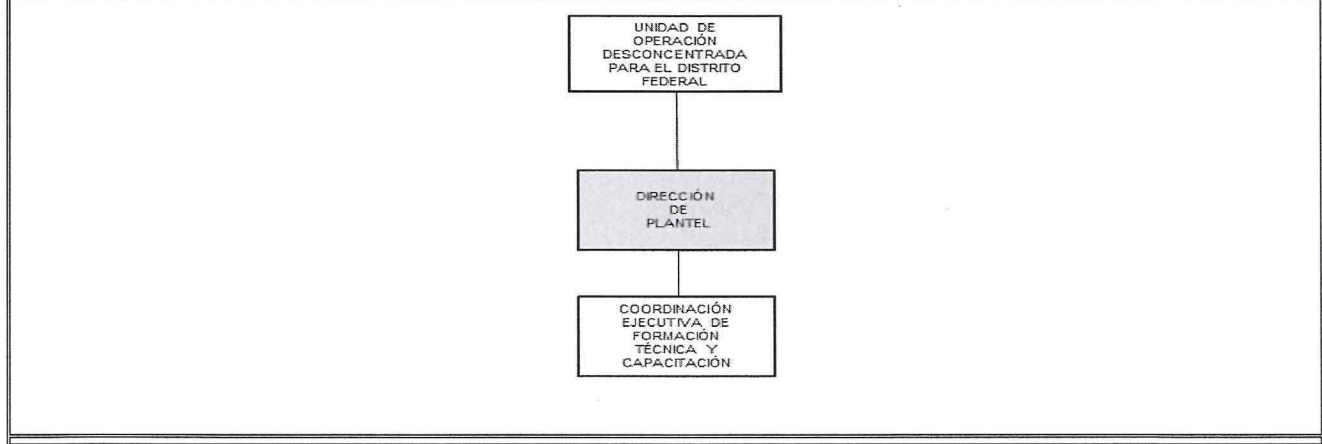 UNIDAD DE
OPERACIÓN
DESCONCENTRADA
PARA EL DISTRITO
FEDERAL
DIRECCIÓN
DE
PLANTEL
COORDINACIÓN
EJECUTIVA DE
FORMACIÓN
TÉCNICA Y
CAPACITACIÓN